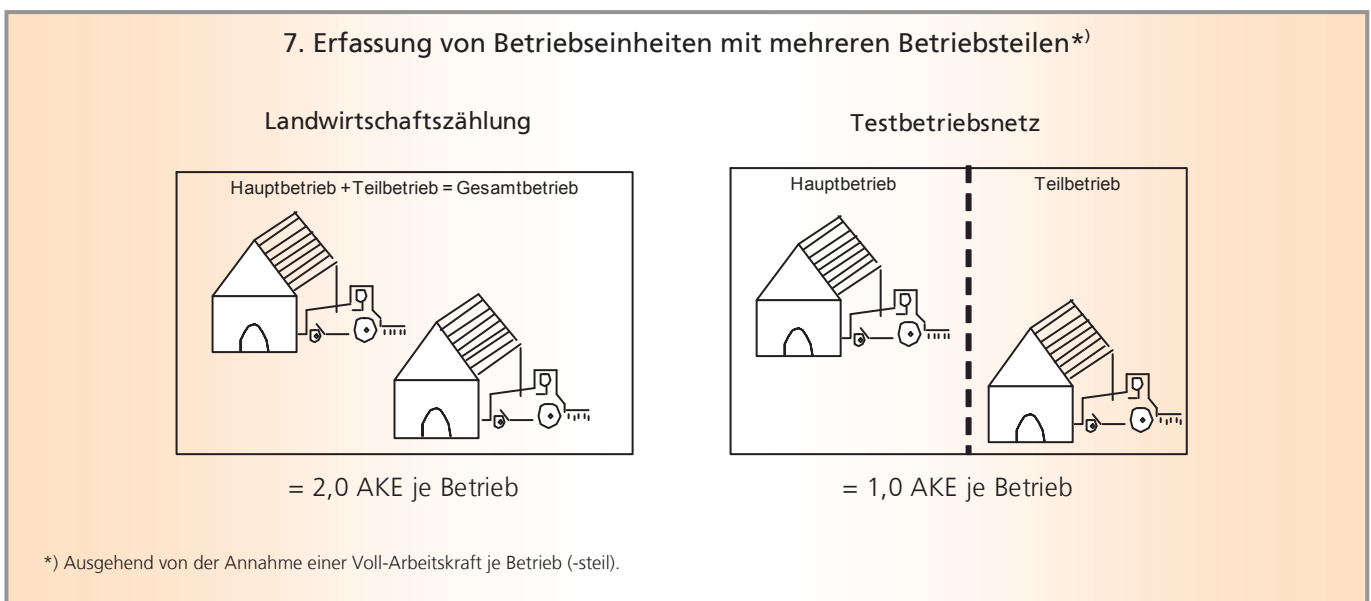 7. Erfassung von Betriebseinheiten mit mehreren Betriebsteilen*)
Landwirtschaftszählung
Hauptbetrieb + Teilbetrieb = Gesamtbetrieb
= 2,0 AKE je Betrieb
Testbetriebsnetz
Hauptbetrieb
Teilbetrieb
= 1,0 AKE je Betrieb
*) Ausgehend von der Annahme einer Voll-Arbeitskraft je Betrieb (-steil).